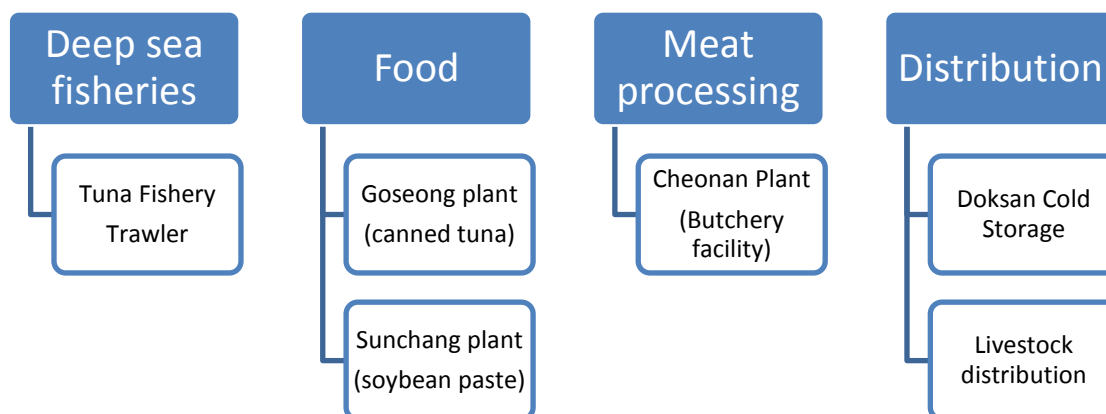 Deep sea
fisheries
Tuna Fishery
Trawler
Food
Goseong plant
(canned tuna)
Sunchang plant
(soybean paste)
Meat
processing
Cheonan Plant
(Butchery
facility)
Distribution
Doksan Cold
Storage
Livestock
distribution